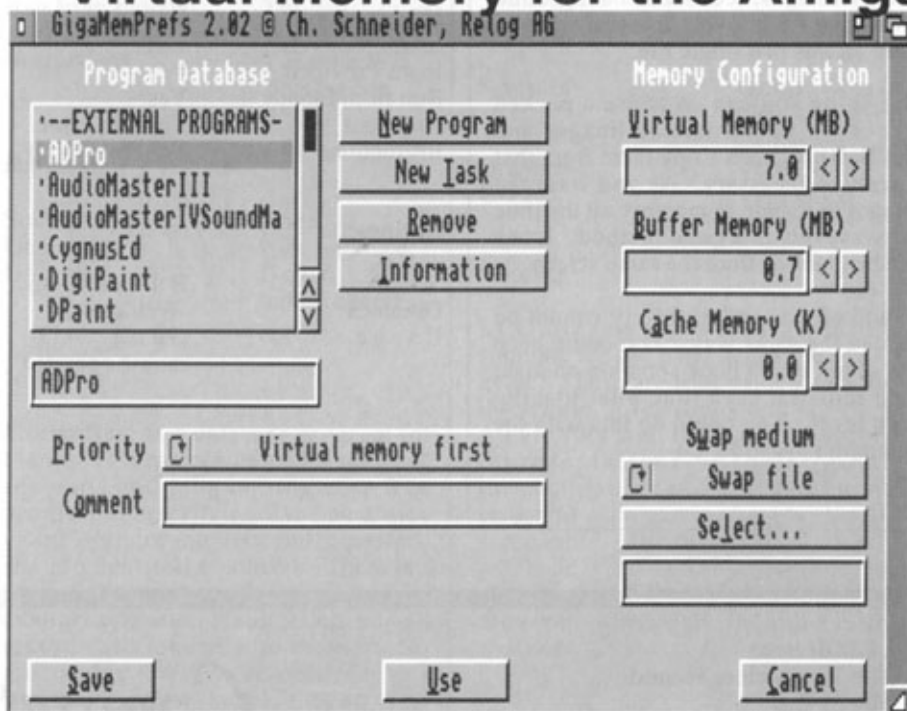 Virtual Memory for the Amiga
GigaMemPrefs 2.02 © Ch. Schneider, Relog AG
Program Database
Memory Configuration
·--EXTERNAL PROGRAMS-
·ADPro
·AudioMasterIII
·AudioMasterIVSoundMa
·CygnusEd
·DigiPaint
·DPaint
New Program
New Task
Remove
Information
Virtual Memory (MB)
7.0 < >
Buffer Memory (MB)
0.7 < >
Cache Memory (K)
0.0 < >
ADPro
Priority Virtual memory first
Comment
Swap medium
Swap file
Select...
Save
Use
Cancel